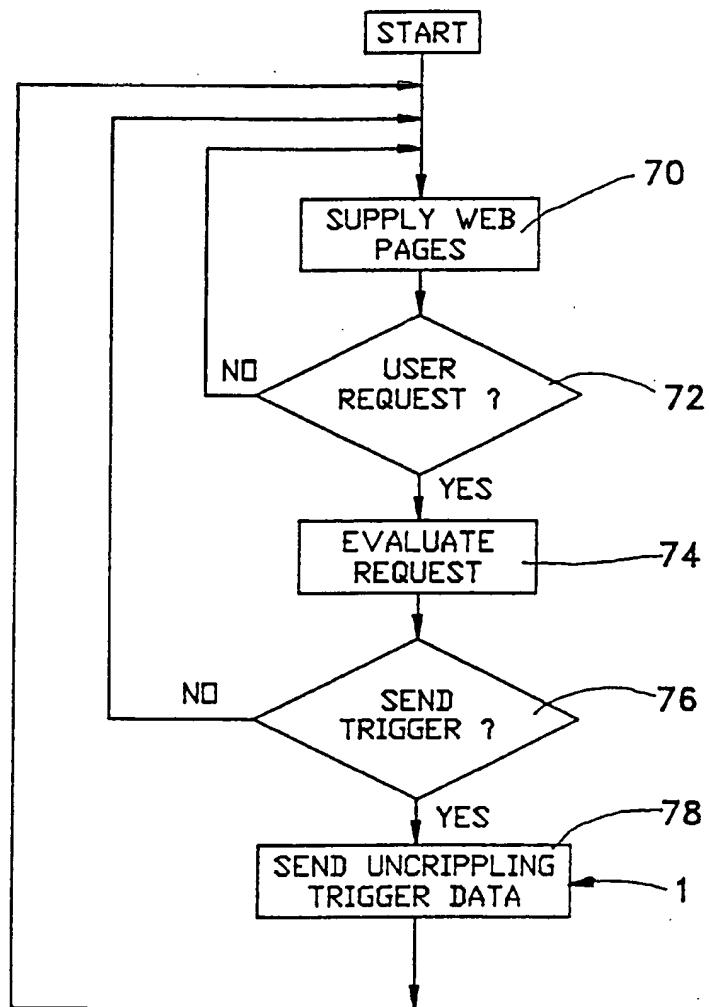 START
70
SUPPLY WEB
PAGES
USER
REQUEST ?
NO
72
YES
EVALUATE
REQUEST
74
NO
SEND
TRIGGER ?
76
YES
78
SEND UNCRIPPLING
TRIGGER DATA
1